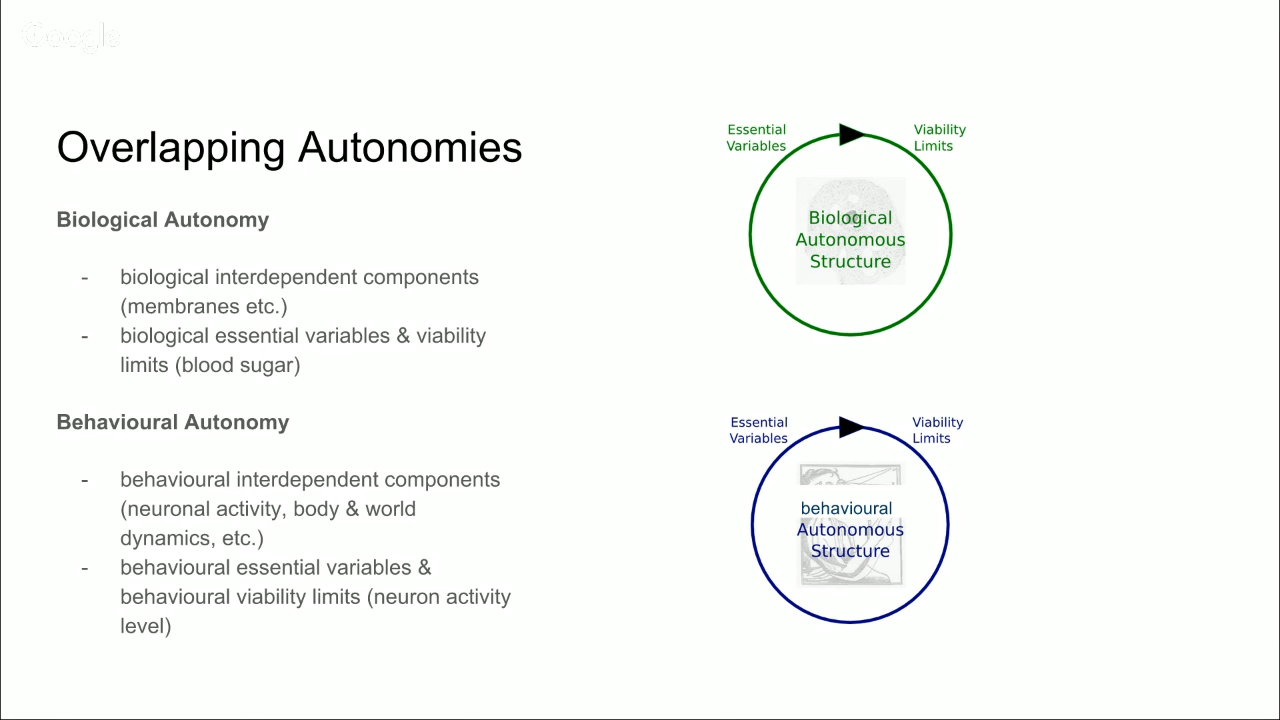 Google
Overlapping Autonomies
Biological Autonomy
- biological interdependent components
(membranes etc.)
- biological essential variables & viability
limits (blood sugar)
Behavioural Autonomy
- behavioural interdependent components
(neuronal activity, body & world
dynamics, etc.)
- behavioural essential variables &
behavioural viability limits (neuron activity
level)
Essential
Variables
Viability
Limits
Biological
Autonomous
Structure
Essential
Variables
Viability
Limits
behavioural
Autonomous
Structure